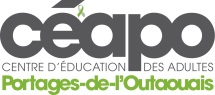 céapo
CENTRE D'ÉDUCATION DES ADULTES
Portages-de-l'Outaouais